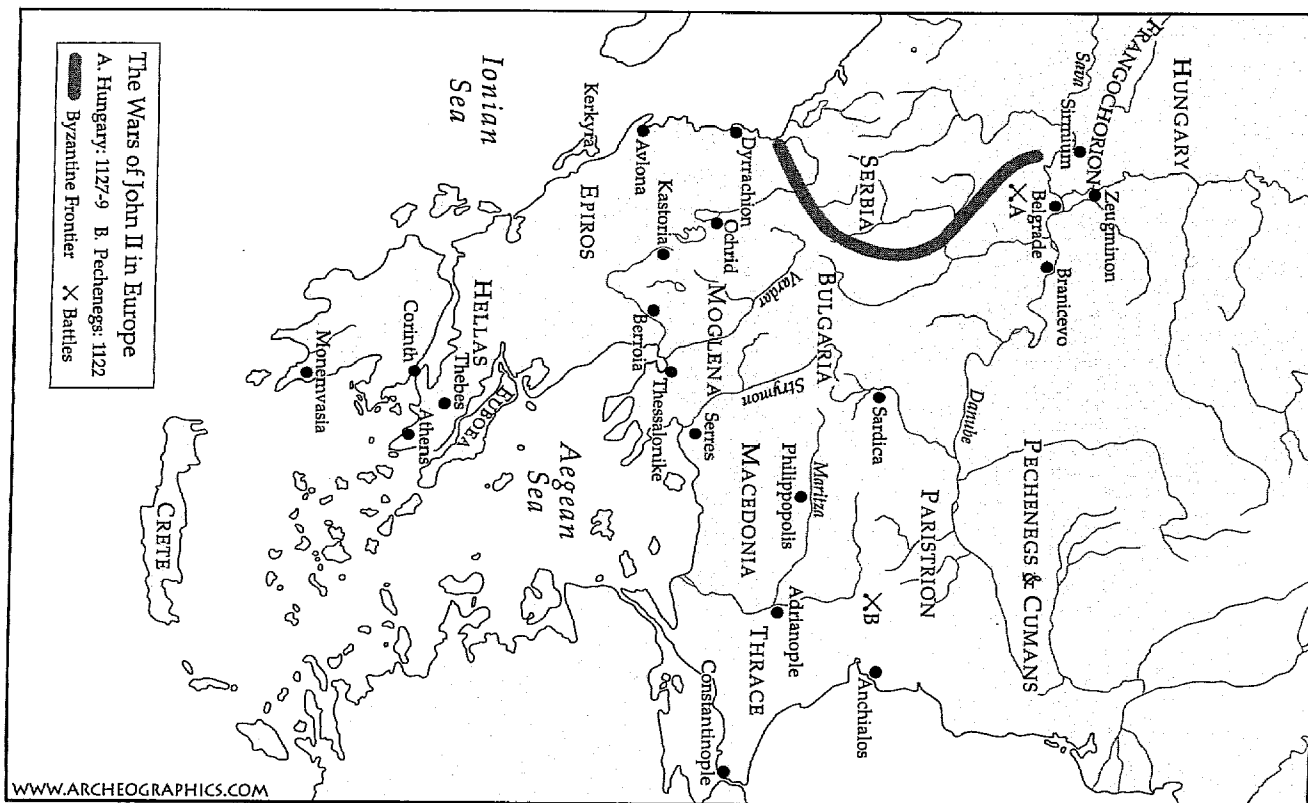 HUNGARY
FRANGOCHORION
Sava
Sirmium
Zeugminon
Belgrade
Branicevo
A
SERBIA
Danube
PECHENEGS & CUMANS
PARISTRION
BULGARIA
Sardica
B
Anchialos
Dyrrachion
Ochrid
Vardar
Strymon
Maritza
Philippopolis
Adrianople
MACEDONIA
THRACE
Constantinople
Avlona
Kastoria
MOGLENA
Berroia
Thessalonike
Serres
Kerkyra
EPIROS
Ionian
Sea
Aegean
Sea
HELLAS
EUBOEA
Thebes
Corinth
Athens
Monemvasia
CRETE
The Wars of John II in Europe
A. Hungary: 1127-9 B. Pechenegs: 1122
Byzantine Frontier X Battles
WWW.ARCHEOGRAPHICS.COM